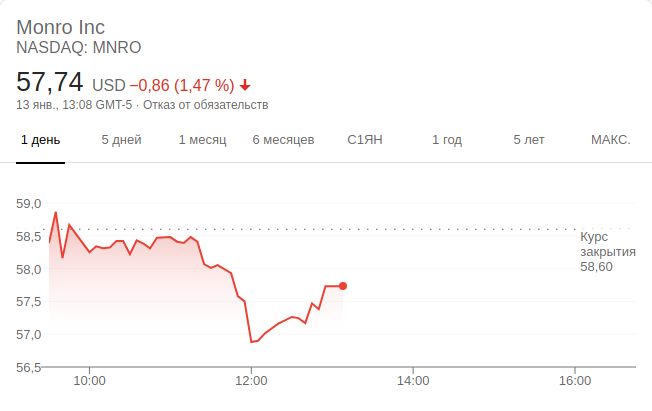 Monro Inc
NASDAQ: MNRO
57,74 USD −0,86 (1,47 %)
13 янв., 13:08 GMT-5 · Отказ от обязательств
1 день 5 дней 1 месяц 6 месяцев С1ЯН 1 год 5 лет МАКС.
59,0
58,5
Курс
закрытия
58,60
58,0
57,5
57,0
56,5
10:00 12:00 14:00 16:00